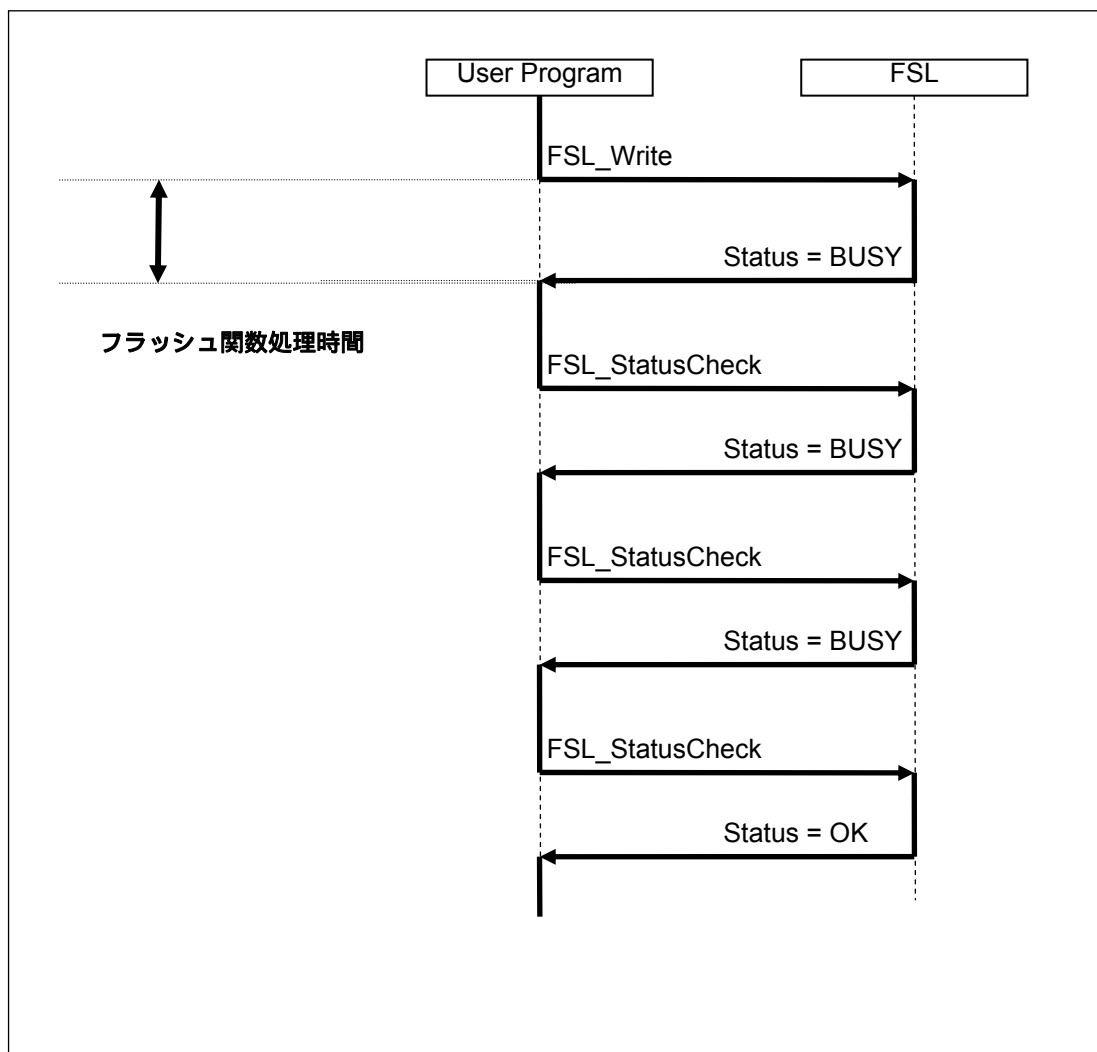 User Program
FSL
FSL_Write
Status = BUSY
フラッシュ関数処理時間
FSL_StatusCheck
Status = BUSY
FSL_StatusCheck
Status = BUSY
FSL_StatusCheck
Status = OK